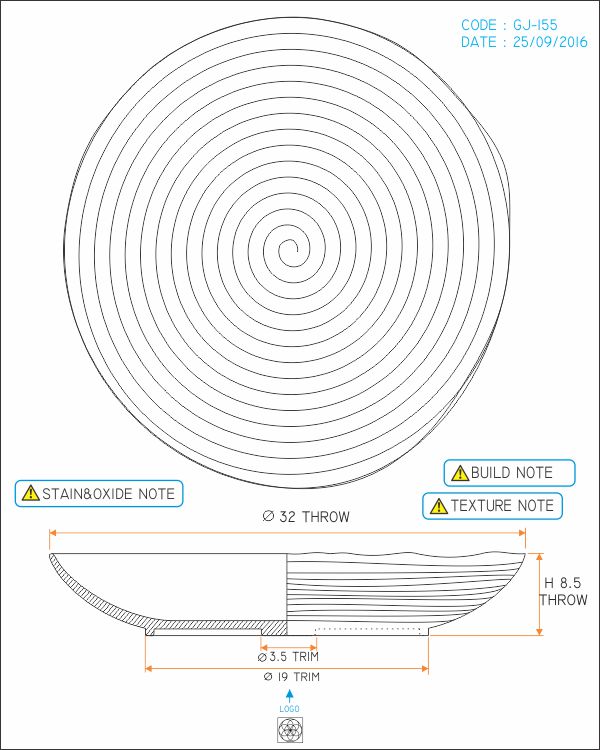 CODE : GJ-155
DATE : 25/09/2016
BUILD NOTE
STAIN&OXIDE NOTE
TEXTURE NOTE
Ø 32 THROW
H 8.5
THROW
Ø3.5 TRIM
Ø 19 TRIM
LOGO